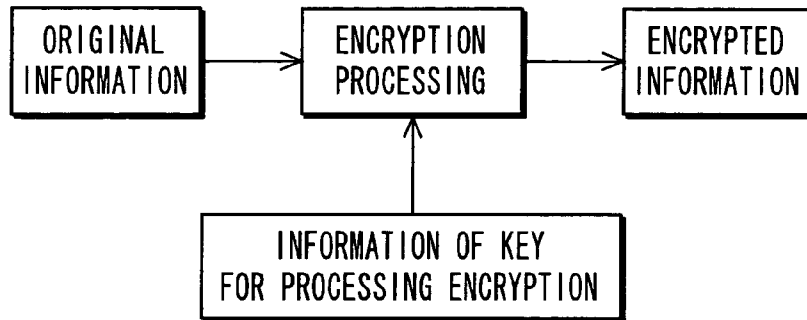 ORIGINAL
INFORMATION
ENCRYPTION
PROCESSING
ENCRYPTED
INFORMATION
INFORMATION OF KEY
FOR PROCESSING ENCRYPTION